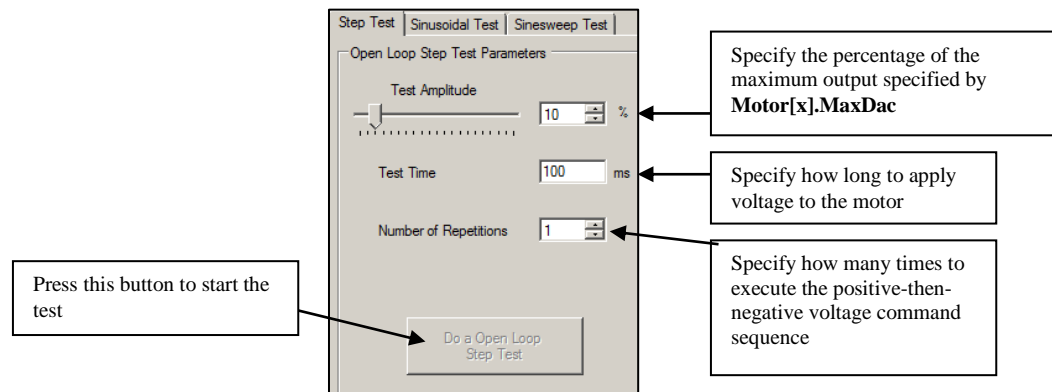 Step Test Sinusoidal Test Sinesweep Test
Open Loop Step Test Parameters
Test Amplitude
10 %
Test Time
100 ms
Number of Repetitions
1
Do a Open Loop
Step Test
Specify the percentage of the
maximum output specified by
Motor[x].MaxDac
Specify how long to apply
voltage to the motor
Specify how many times to
execute the positive-then-
negative voltage command
sequence
Press this button to start the
test